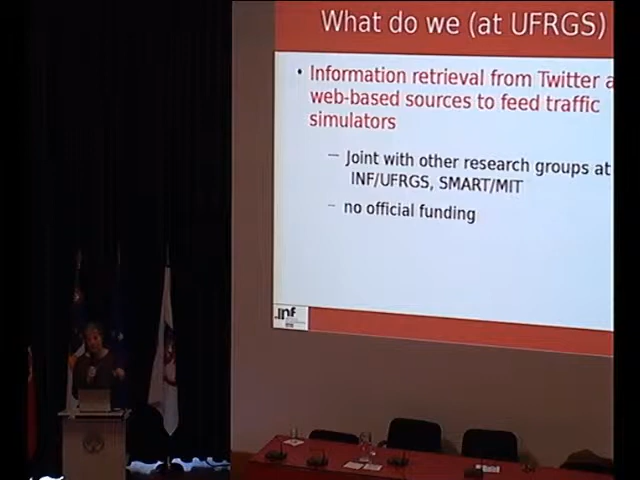 What do we (at UFRGS)
• Information retrieval from Twitter a
web-based sources to feed traffic
simulators
— Joint with other research groups at
INF/UFRGS, SMART/MIT
– no official funding
.inf